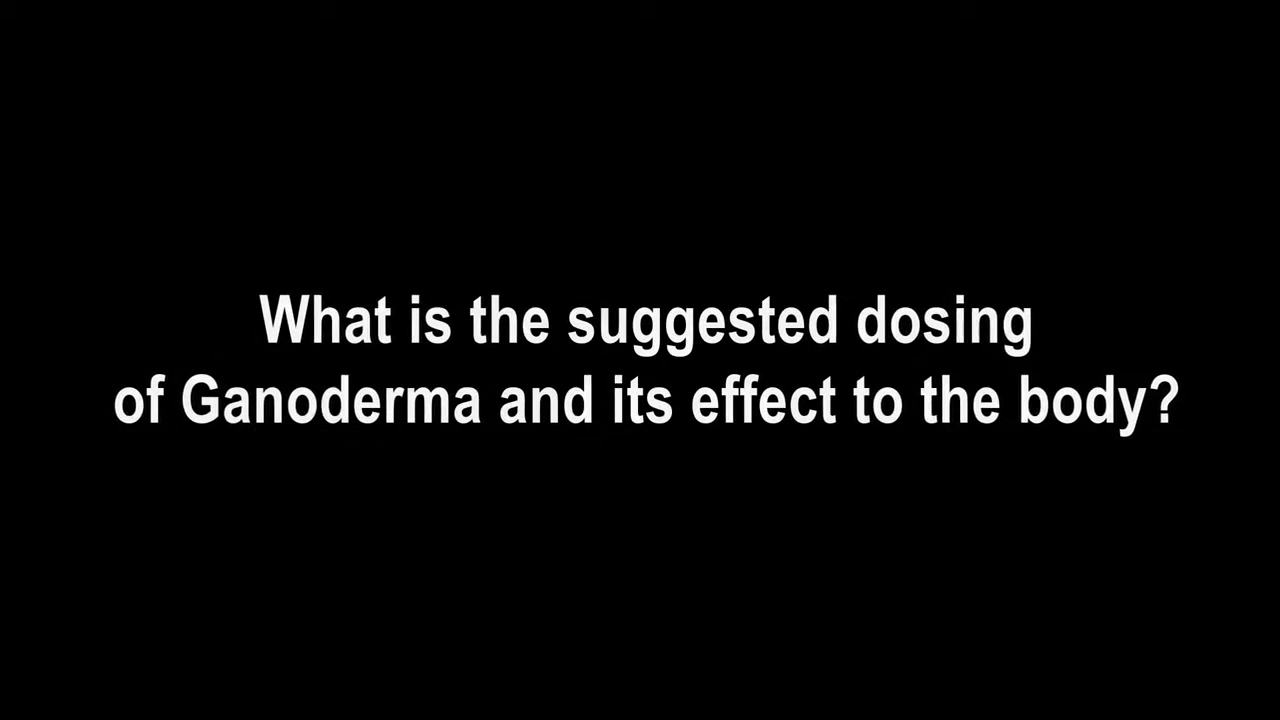 What is the suggested dosing
of Ganoderma and its effect to the body?